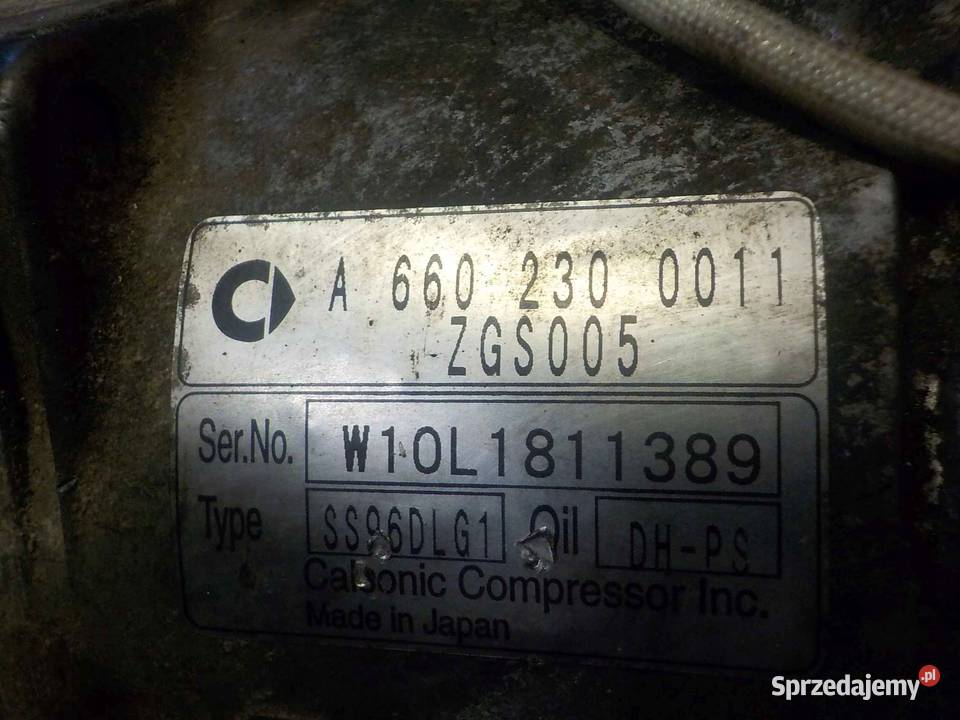 A 660 230 0011
ZGS005
Ser.No. W10L1811389
Type SS96DLG1 Oil DH-PS
Calsonic Compressor Inc.
Made in Japan
Sprzedajemy.pl